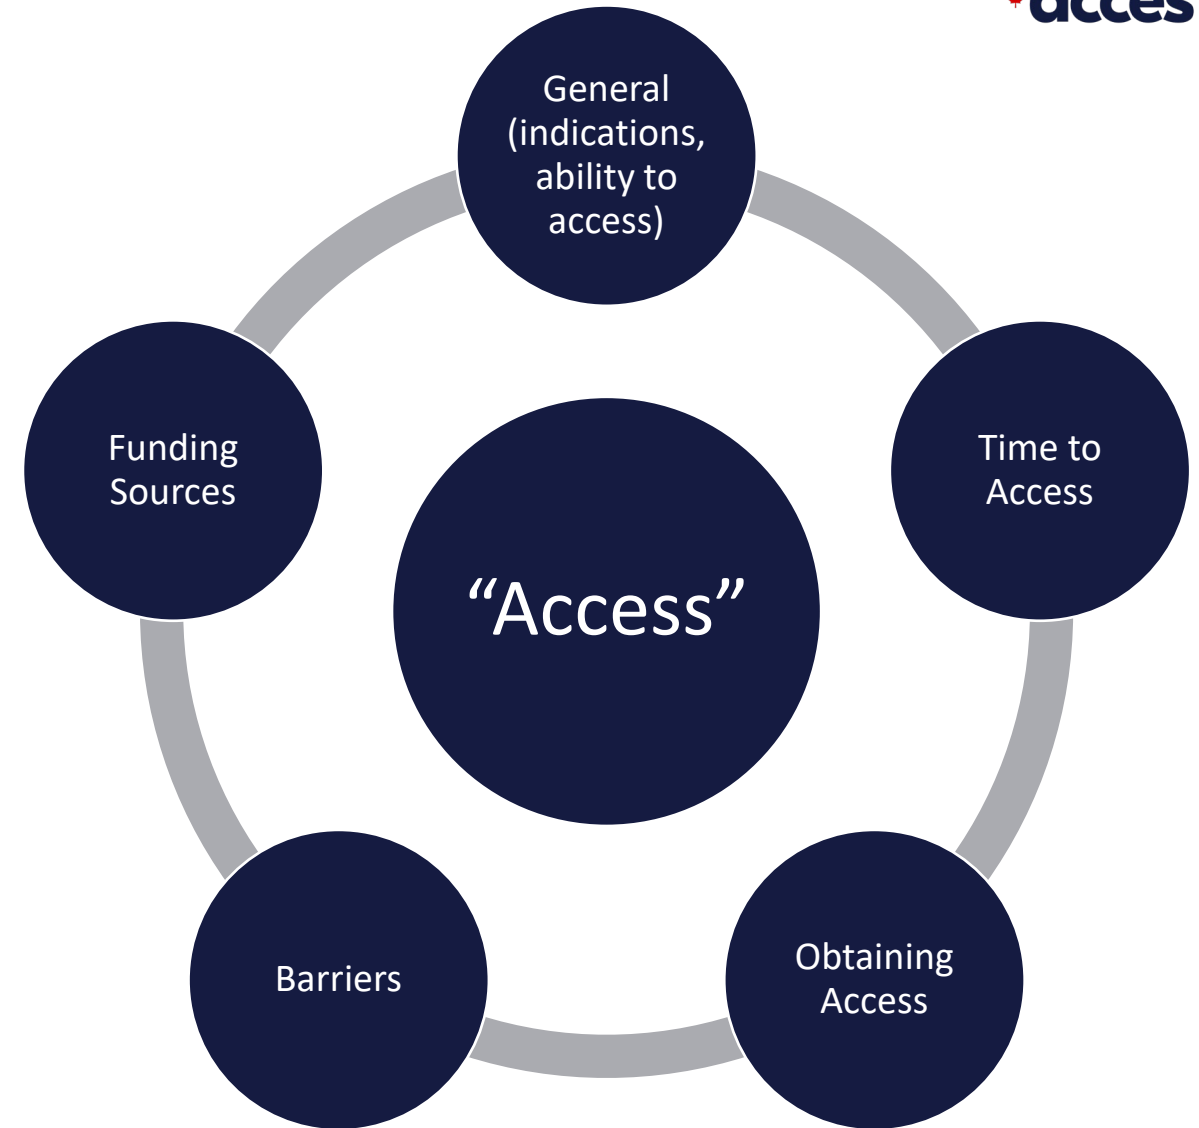 acces
General
(indications,
ability to
access)
Time to
Access
Obtaining
Access
Barriers
Funding
Sources
“Access”